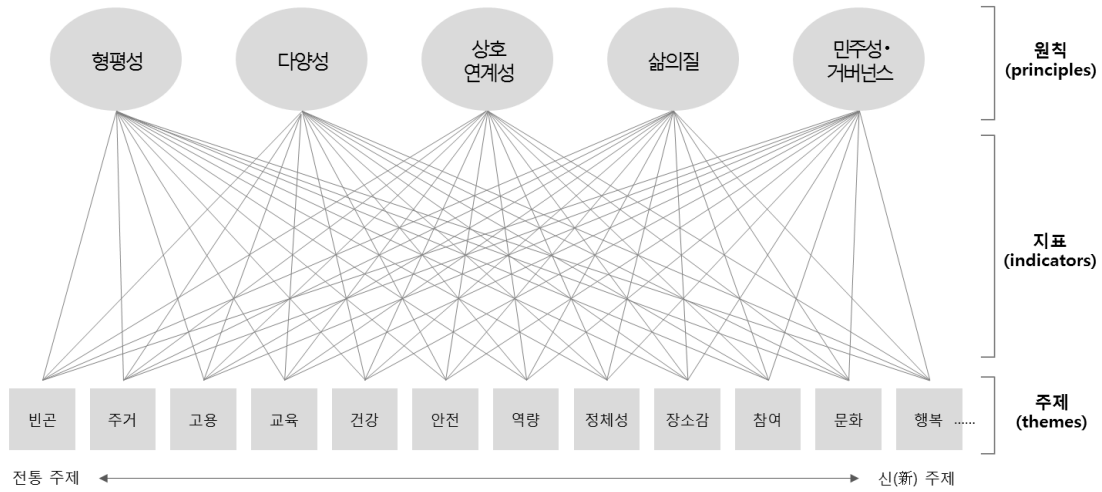 형평성
다양성
상호
연계성
삶의질
민주성·
거버넌스
원칙
(principles)
지표
(indicators)
빈곤
주거
고용
교육
건강
안전
역량
정체성
장소감
참여
문화
행복
......
주제
(themes)
전통 주제
신(新) 주제